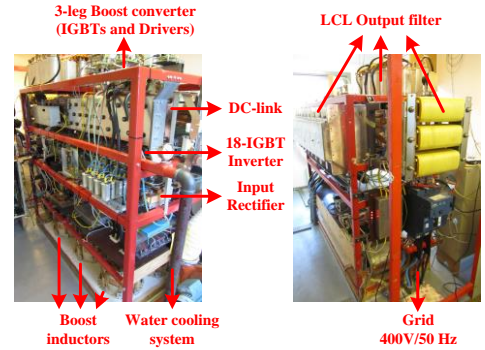 3-leg Boost converter
(IGBTs and Drivers)
LCL Output filter
DC-link
18-IGBT
Inverter
Input
Rectifier
Boost
inductors
Water cooling
system
Grid
400V/50 Hz